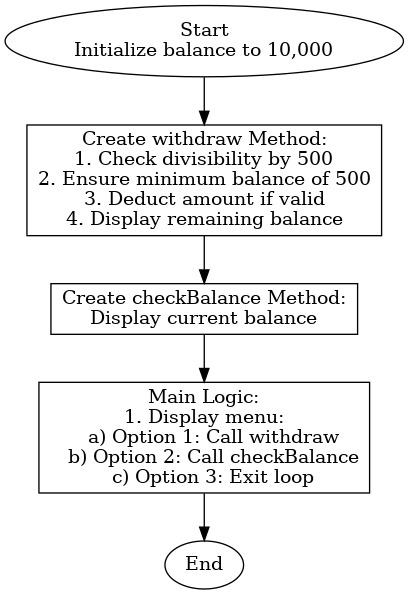 Start
Initialize balance to 10,000
Create withdraw Method:
1. Check divisibility by 500
2. Ensure minimum balance of 500
3. Deduct amount if valid
4. Display remaining balance
Create checkBalance Method:
Display current balance
Main Logic:
1. Display menu:
a) Option 1: Call withdraw
b) Option 2: Call checkBalance
c) Option 3: Exit loop
End